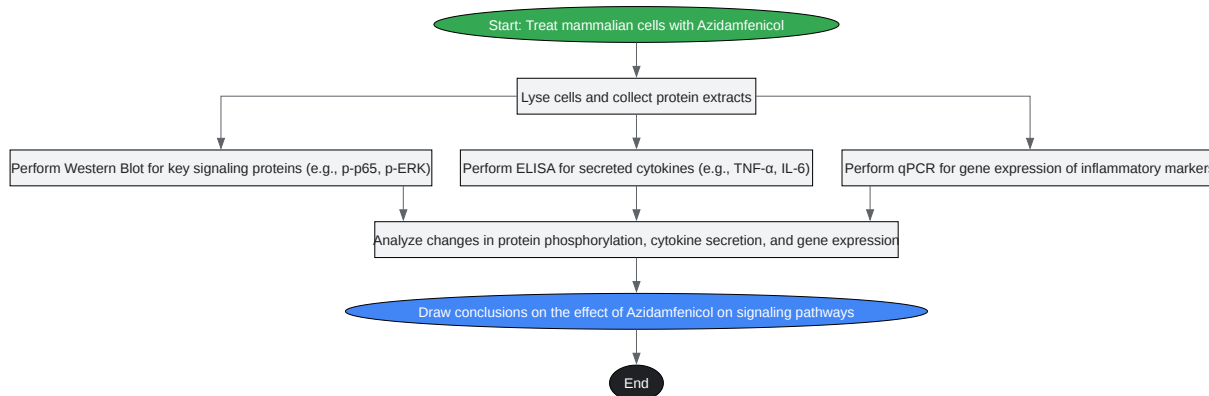 Start: Treat mammalian cells with Azidamfenicol
Lyse cells and collect protein extracts
Perform Western Blot for key signaling proteins (e.g., p-p65, p-ERK)
Perform ELISA for secreted cytokines (e.g., TNF-α, IL-6)
Perform qPCR for gene expression of inflammatory markers
Analyze changes in protein phosphorylation, cytokine secretion, and gene expression
Draw conclusions on the effect of Azidamfenicol on signaling pathways
End